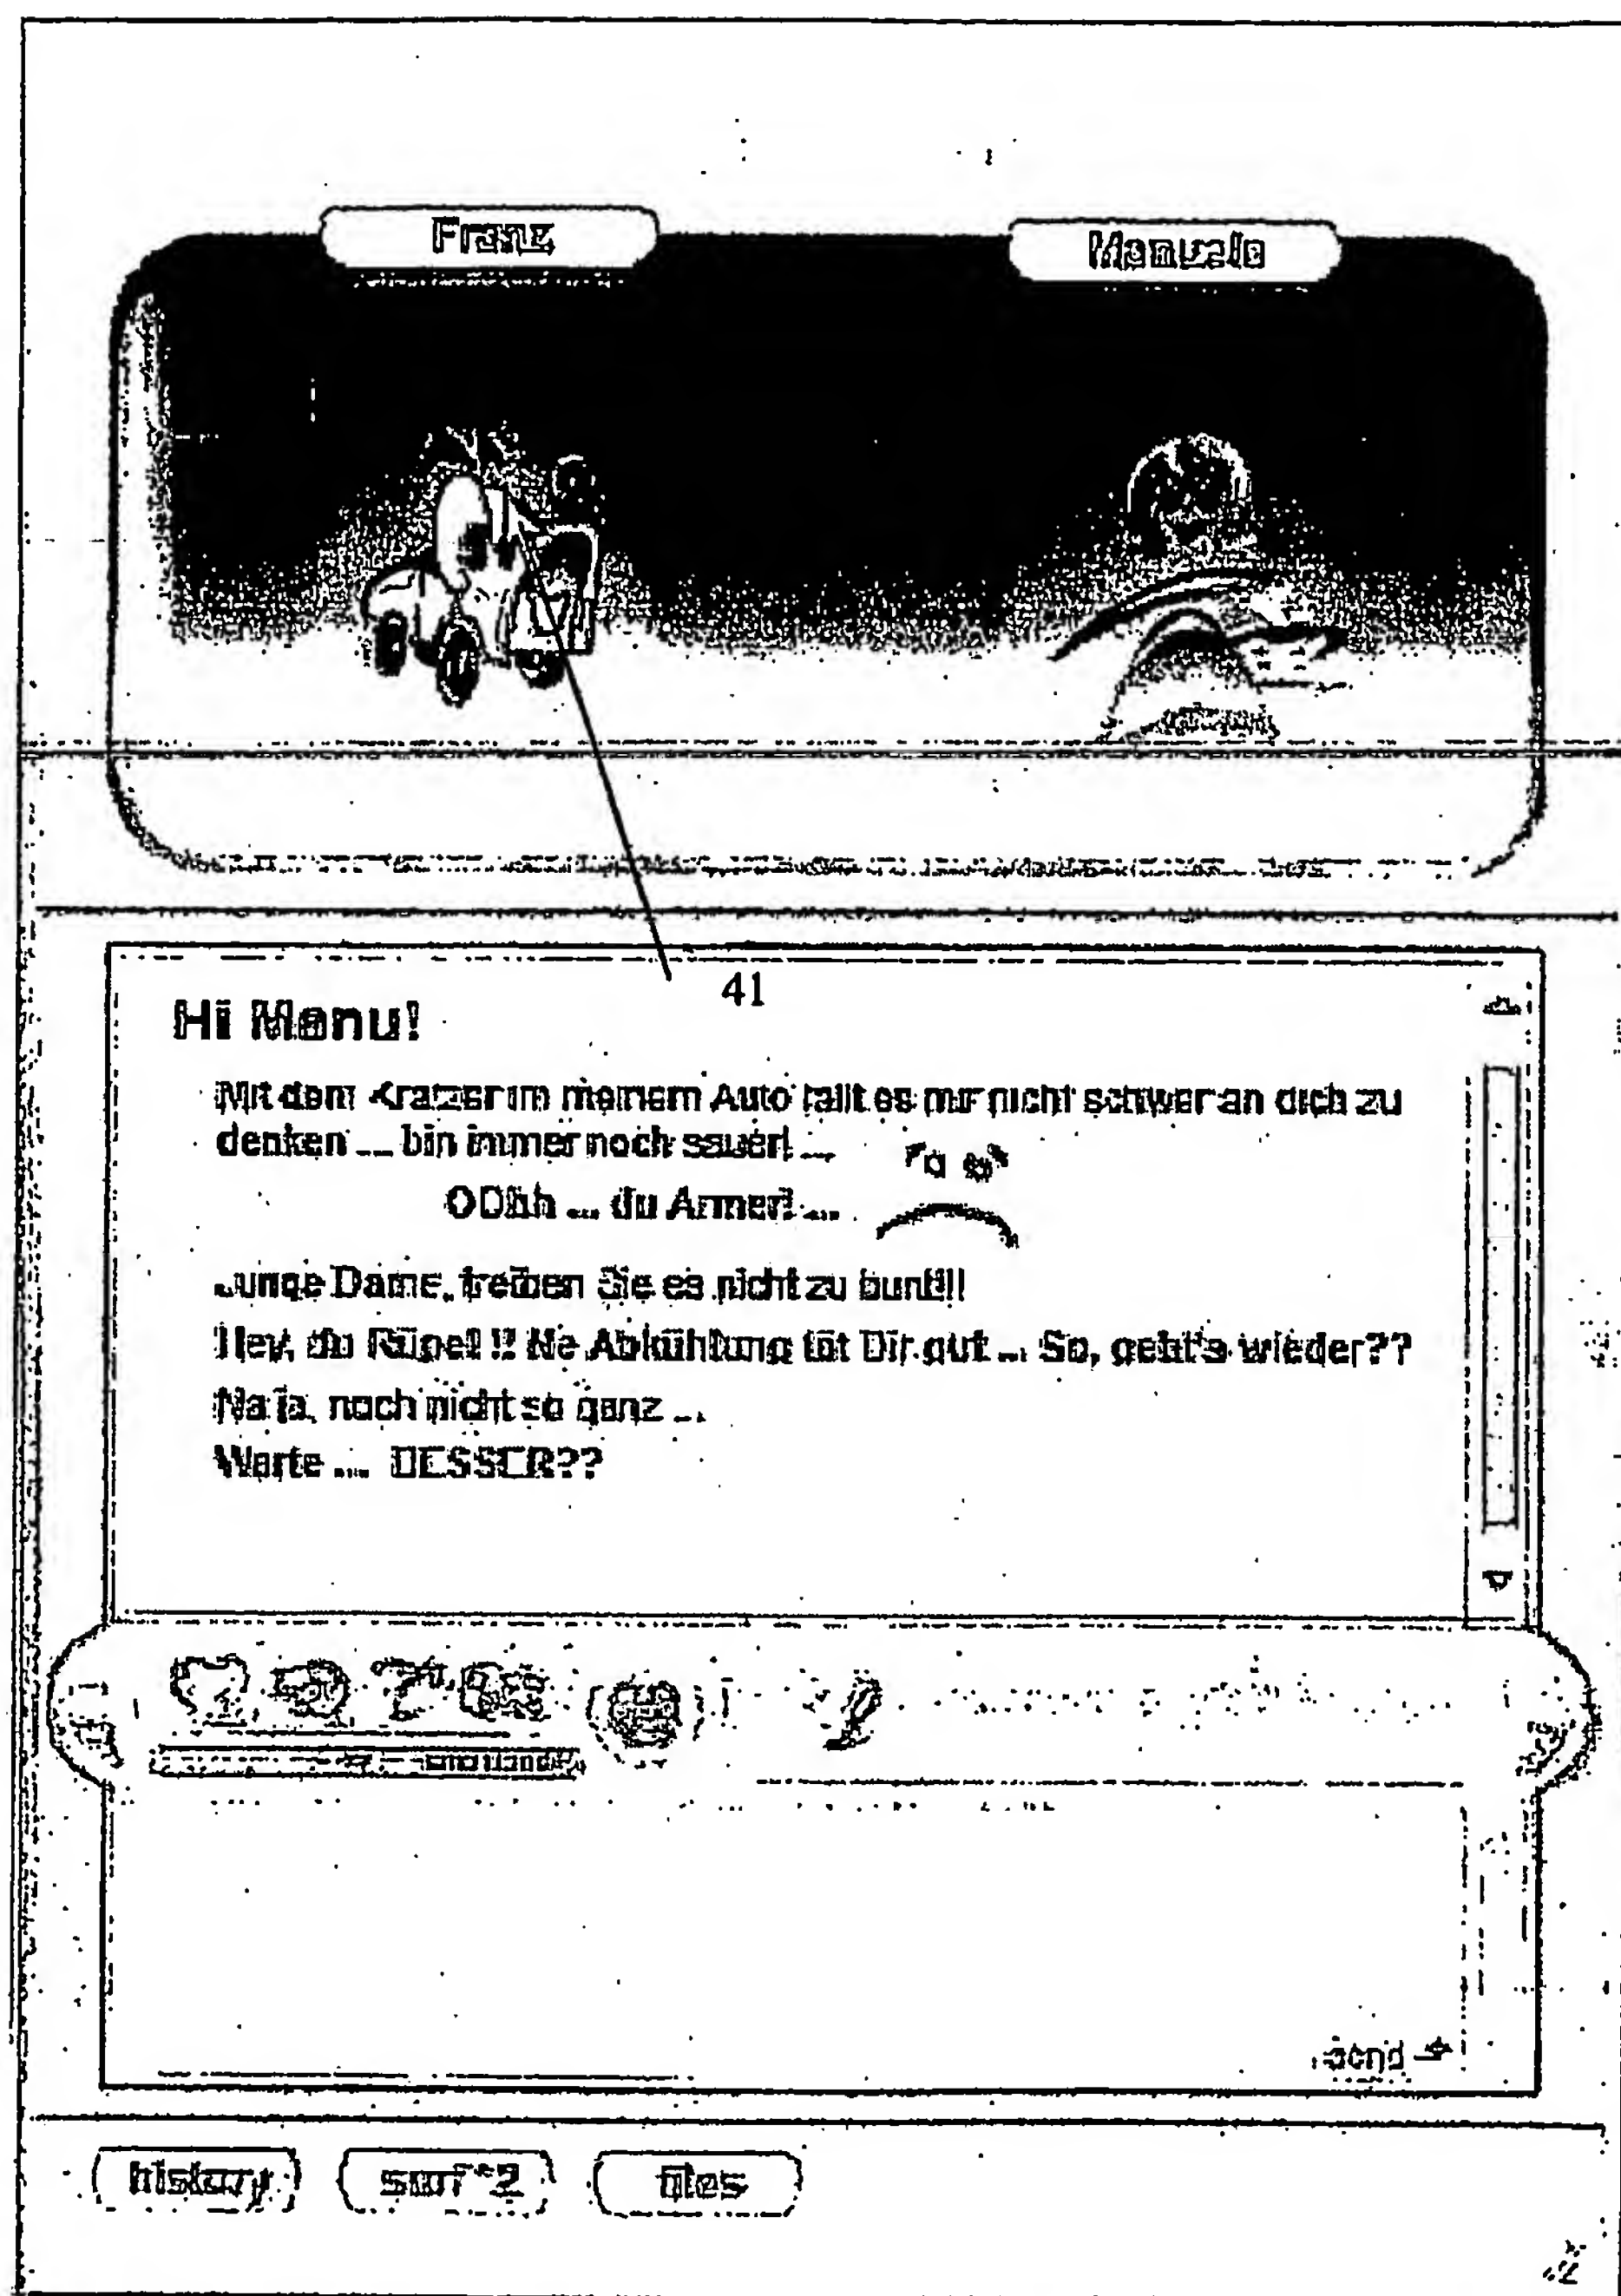 Franz
Manuela
41
Hi Manu!
Mit dem Kratzer im meinem Auto fällt es mir nicht schwer an dich zu
denken ... bin immer noch sauer! ...
OOhh ... du Armer! ...
Junge Dame, treiben Sie es nicht zu bunt!!!
Hey, du Rüpel! !! Ne Abkühlung tut Dir gut ... So, geht's wieder??
Na ja, noch nicht so ganz ...
Warte ... BESSER??
send
history
surf*2
files